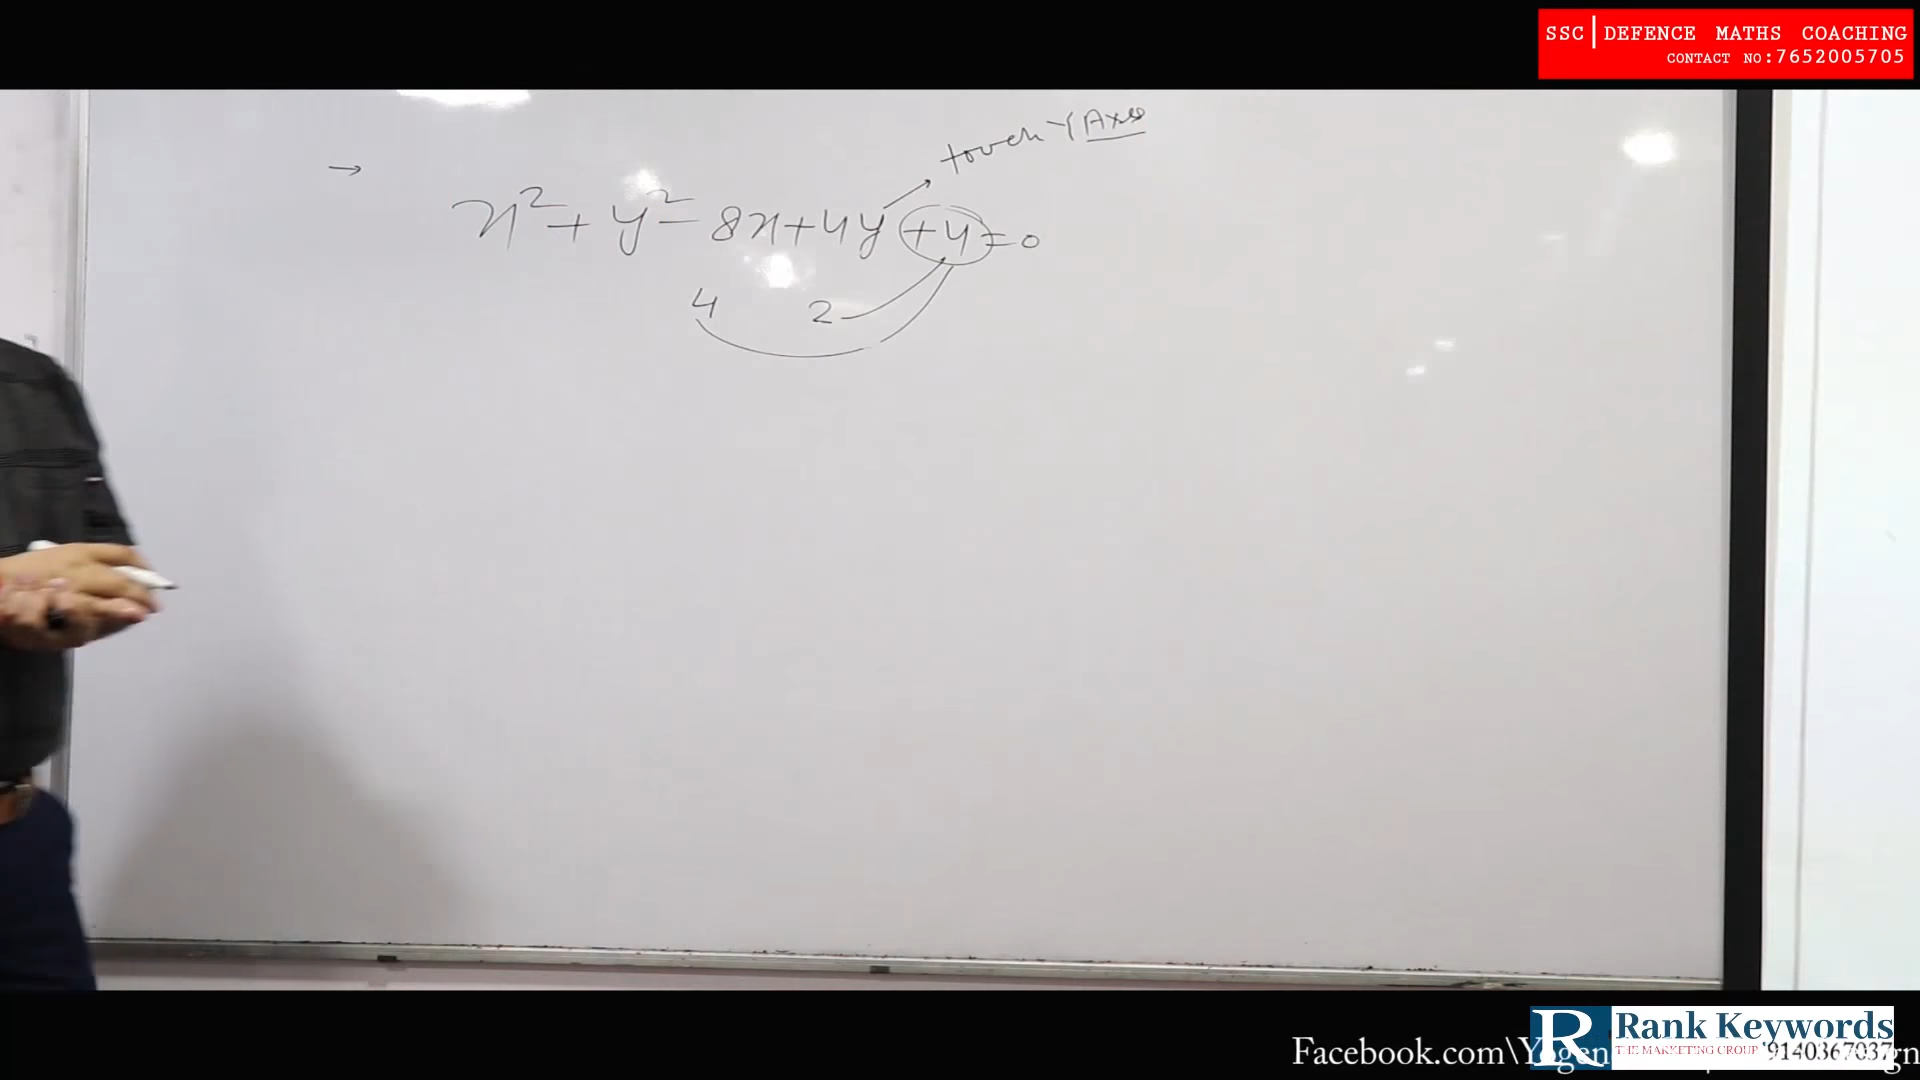 SSC|DEFENCE MATHS COACHING
CONTACT NO:7652005705
touch Y Axis
→ x² + y² - 8x + 4y + 4 = 0
4 2
Rank Keywords
THE MARKETING GROUP
9140367037
Facebook.com\